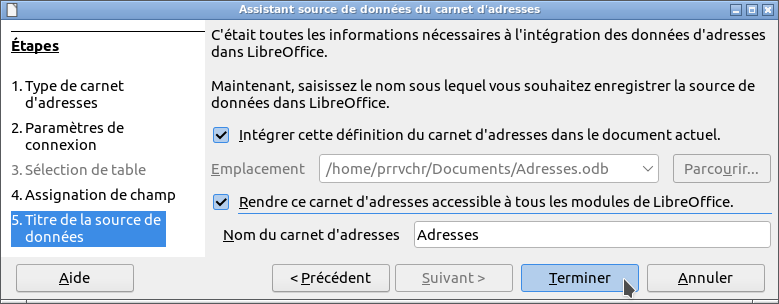 Assistant source de données du carnet d'adresses
Étapes
1. Type de carnet
d'adresses
2. Paramètres de
connexion
3. Sélection de table
4. Assignation de champ
5. Titre de la source de
données
C'était toutes les informations nécessaires à l'intégration des données d'adresses
dans LibreOffice.
Maintenant, saisissez le nom sous lequel vous souhaitez enregistrer la source de
données dans LibreOffice.
Intégrer cette définition du carnet d'adresses dans le document actuel.
Emplacement
/home/prrvchr/Documents/Adresses.odb
Parcourir...
Rendre ce carnet d'adresses accessible à tous les modules de LibreOffice.
Nom du carnet d'adresses
Adresses
Aide
< Précédent
Suivant >
Terminer
Annuler